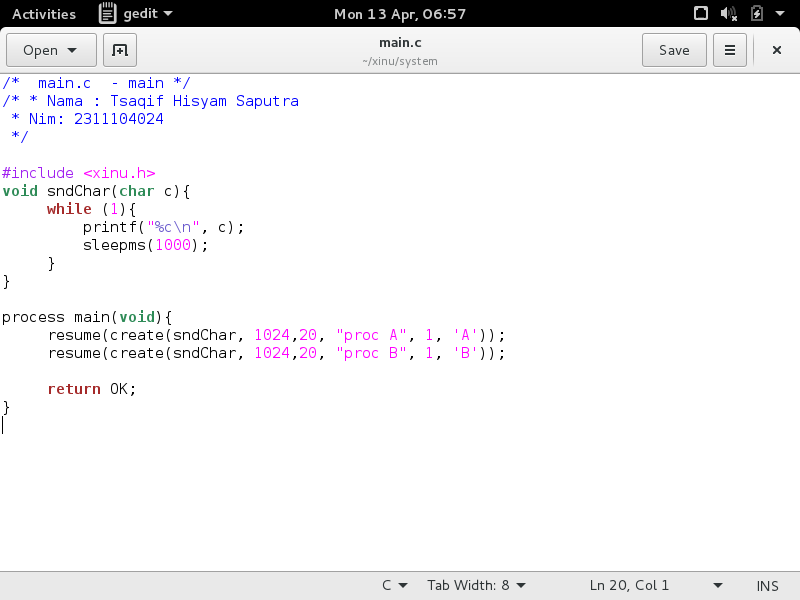 Activities gedit Mon 13 Apr, 06:57
Open main.c Save
~/xinu/system
/*  main.c  - main */
/* * Nama : Tsaqif Hisyam Saputra
 * Nim: 2311104024
 */
#include <xinu.h>
void sndChar(char c){
     while (1){
         printf("%c\n", c);
         sleepms(1000);
     }
}
process main(void){
     resume(create(sndChar, 1024,20, "proc A", 1, 'A'));
     resume(create(sndChar, 1024,20, "proc B", 1, 'B'));
     return OK;
}
C Tab Width: 8 Ln 20, Col 1 INS